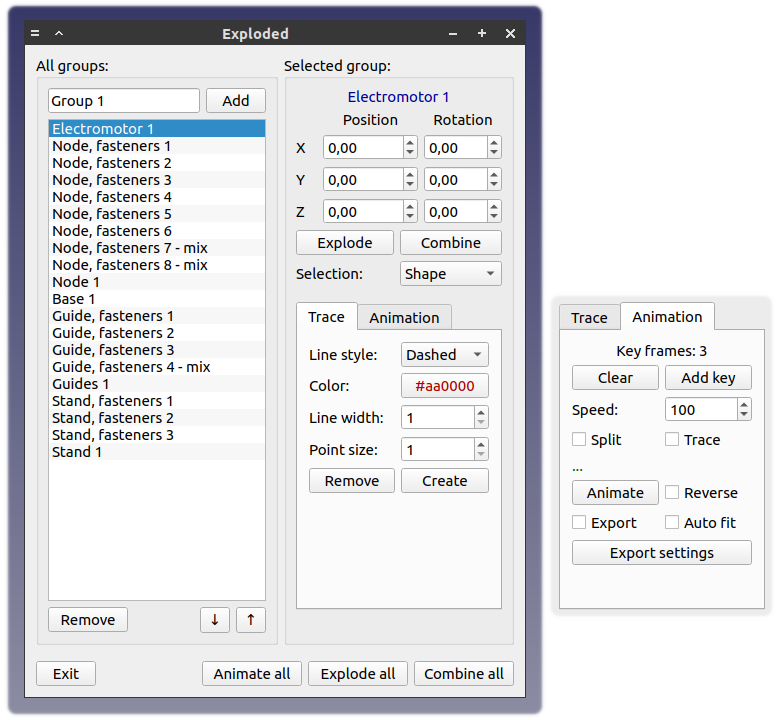 Exploded
All groups:
Group 1
Add
Electromotor 1
Node, fasteners 1
Node, fasteners 2
Node, fasteners 3
Node, fasteners 4
Node, fasteners 5
Node, fasteners 6
Node, fasteners 7 - mix
Node, fasteners 8 - mix
Node 1
Base 1
Guide, fasteners 1
Guide, fasteners 2
Guide, fasteners 3
Guide, fasteners 4 - mix
Guides 1
Stand, fasteners 1
Stand, fasteners 2
Stand, fasteners 3
Stand 1
Remove
↓ ↑
Selected group:
Electromotor 1
Position Rotation
X 0,00 0,00
Y 0,00 0,00
Z 0,00 0,00
Explode Combine
Selection: Shape
Trace Animation
Line style: Dashed
Color: #aa0000
Line width: 1
Point size: 1
Remove Create
Exit Animate all Explode all Combine all
Trace Animation
Key frames: 3
Clear Add key
Speed: 100
Split Trace
...
Animate Reverse
Export Auto fit
Export settings